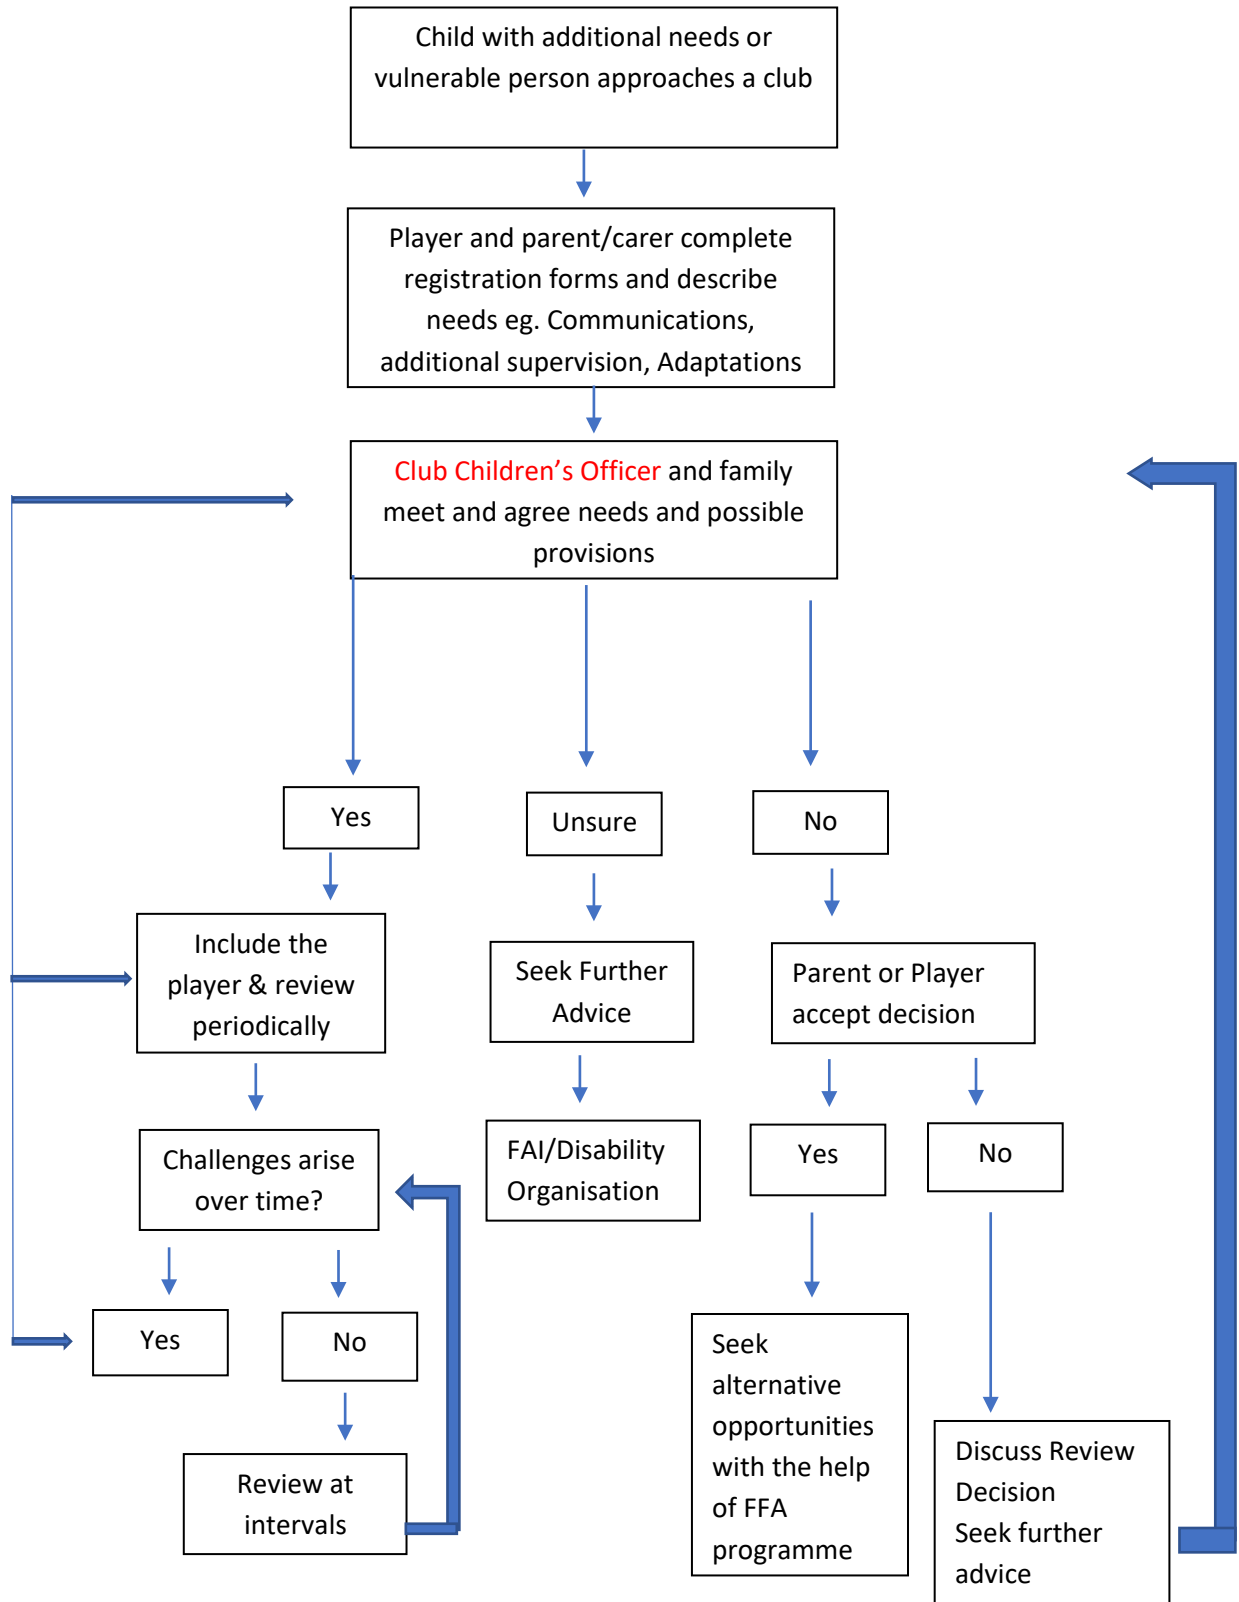 Child with additional needs or
vulnerable person approaches a club
Player and parent/carer complete
registration forms and describe
needs eg. Communications,
additional supervision, Adaptations
Club Children’s Officer and family
meet and agree needs and possible
provisions
Yes
Unsure
No
Include the
player & review
periodically
Seek Further
Advice
Parent or Player
accept decision
Challenges arise
over time?
FAI/Disability
Organisation
Yes
No
Yes
No
Seek
alternative
opportunities
with the help
of FFA
programme
Review at
intervals
Discuss Review
Decision
Seek further
advice